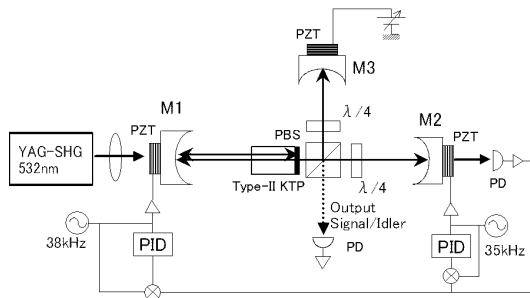 PZT
M3
M1
λ/4
M2
PZT
PBS
PZT
YAG-SHG
532nm
Type-II KTP
λ/4
PD
Output
Signal/Idler
38kHz
PID
PD
PID
35kHz